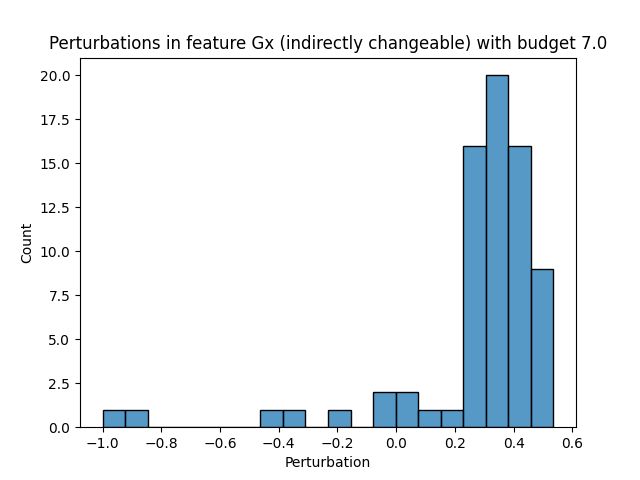 Perturbations in feature Gx (indirectly changeable) with budget 7.0
20.0
17.5
15.0
12.5
10.0
7.5
5.0
2.5
0.0
Count
−1.0 −0.8 −0.6 −0.4 −0.2 0.0 0.2 0.4 0.6
Perturbation